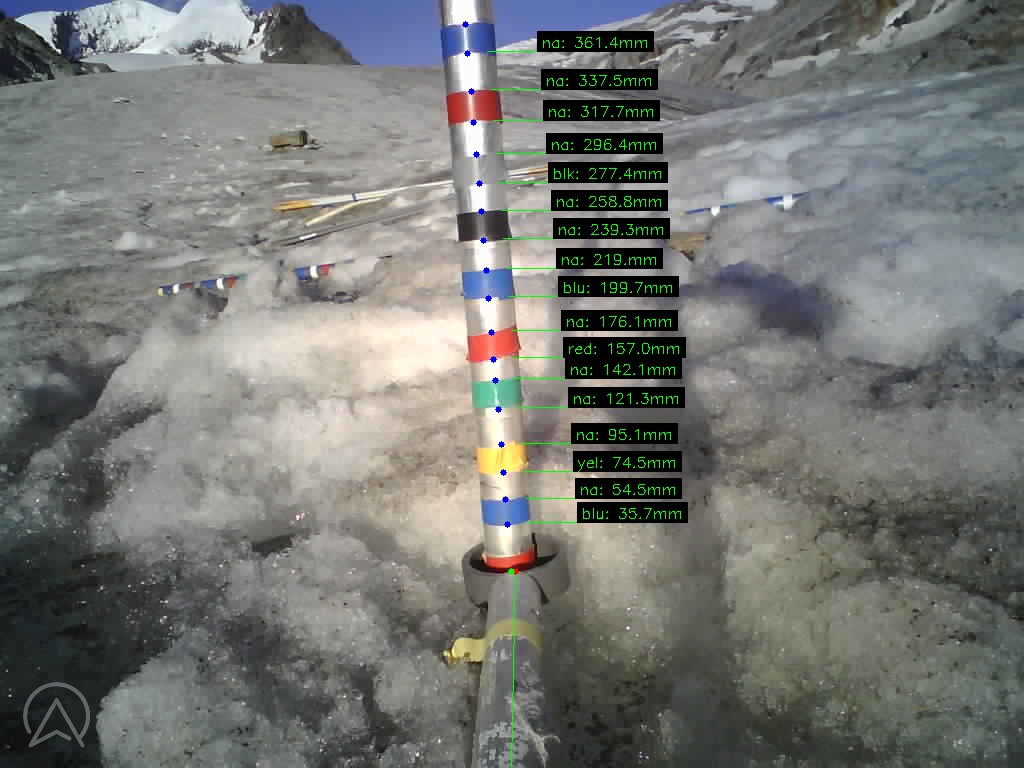 na: 361.4mm
na: 337.5mm
na: 317.7mm
na: 296.4mm
blk: 277.4mm
na: 258.8mm
na: 239.3mm
na: 219.mm
blu: 199.7mm
na: 176.1mm
red: 157.0mm
na: 142.1mm
na: 121.3mm
na: 95.1mm
yel: 74.5mm
na: 54.5mm
blu: 35.7mm